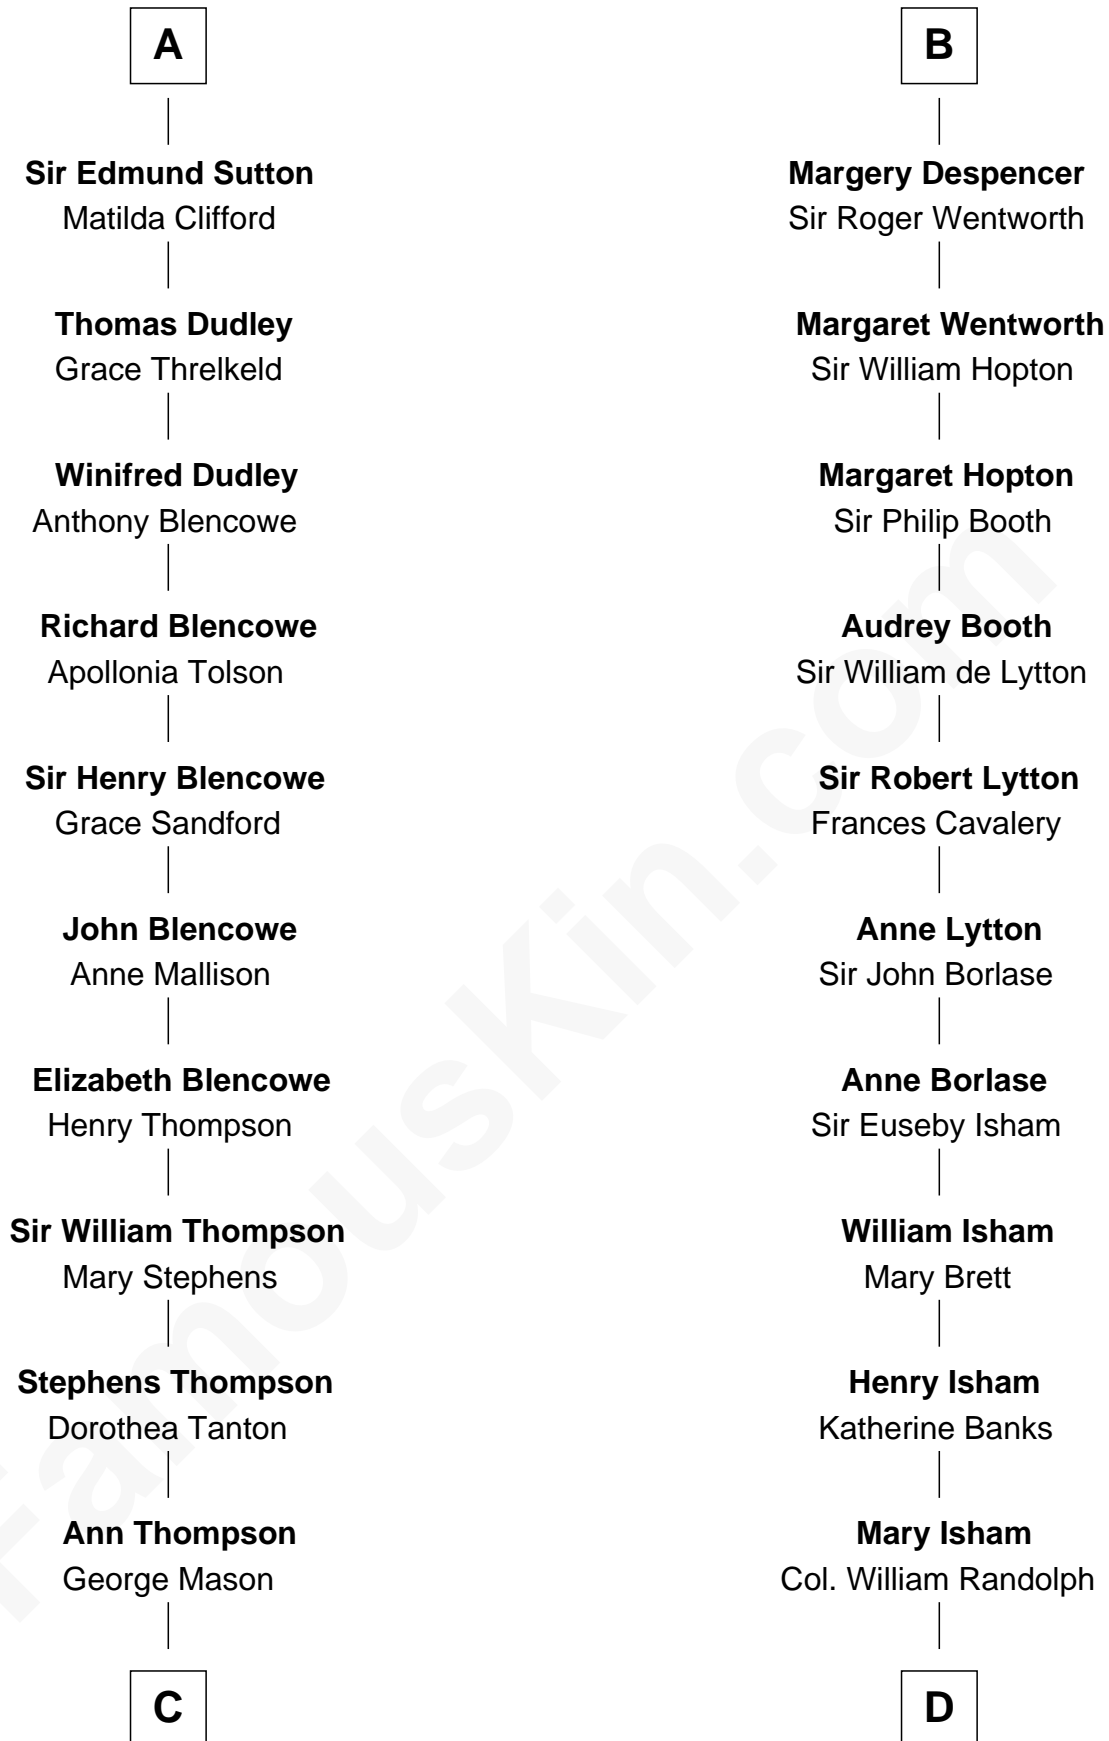 A
Sir Edmund Sutton
Matilda Clifford
Thomas Dudley
Grace Threlkeld
Winifred Dudley
Anthony Blencowe
Richard Blencowe
Apollonia Tolson
Sir Henry Blencowe
Grace Sandford
John Blencowe
Anne Mallison
Elizabeth Blencowe
Henry Thompson
Sir William Thompson
Mary Stephens
Stephens Thompson
Dorothea Tanton
Ann Thompson
George Mason
C
B
Margery Despencer
Sir Roger Wentworth
Margaret Wentworth
Sir William Hopton
Margaret Hopton
Sir Philip Booth
Audrey Booth
Sir William de Lytton
Sir Robert Lytton
Frances Cavalery
Anne Lytton
Sir John Borlase
Anne Borlase
Sir Euseby Isham
William Isham
Mary Brett
Henry Isham
Katherine Banks
Mary Isham
Col. William Randolph
D
FamousKin.com